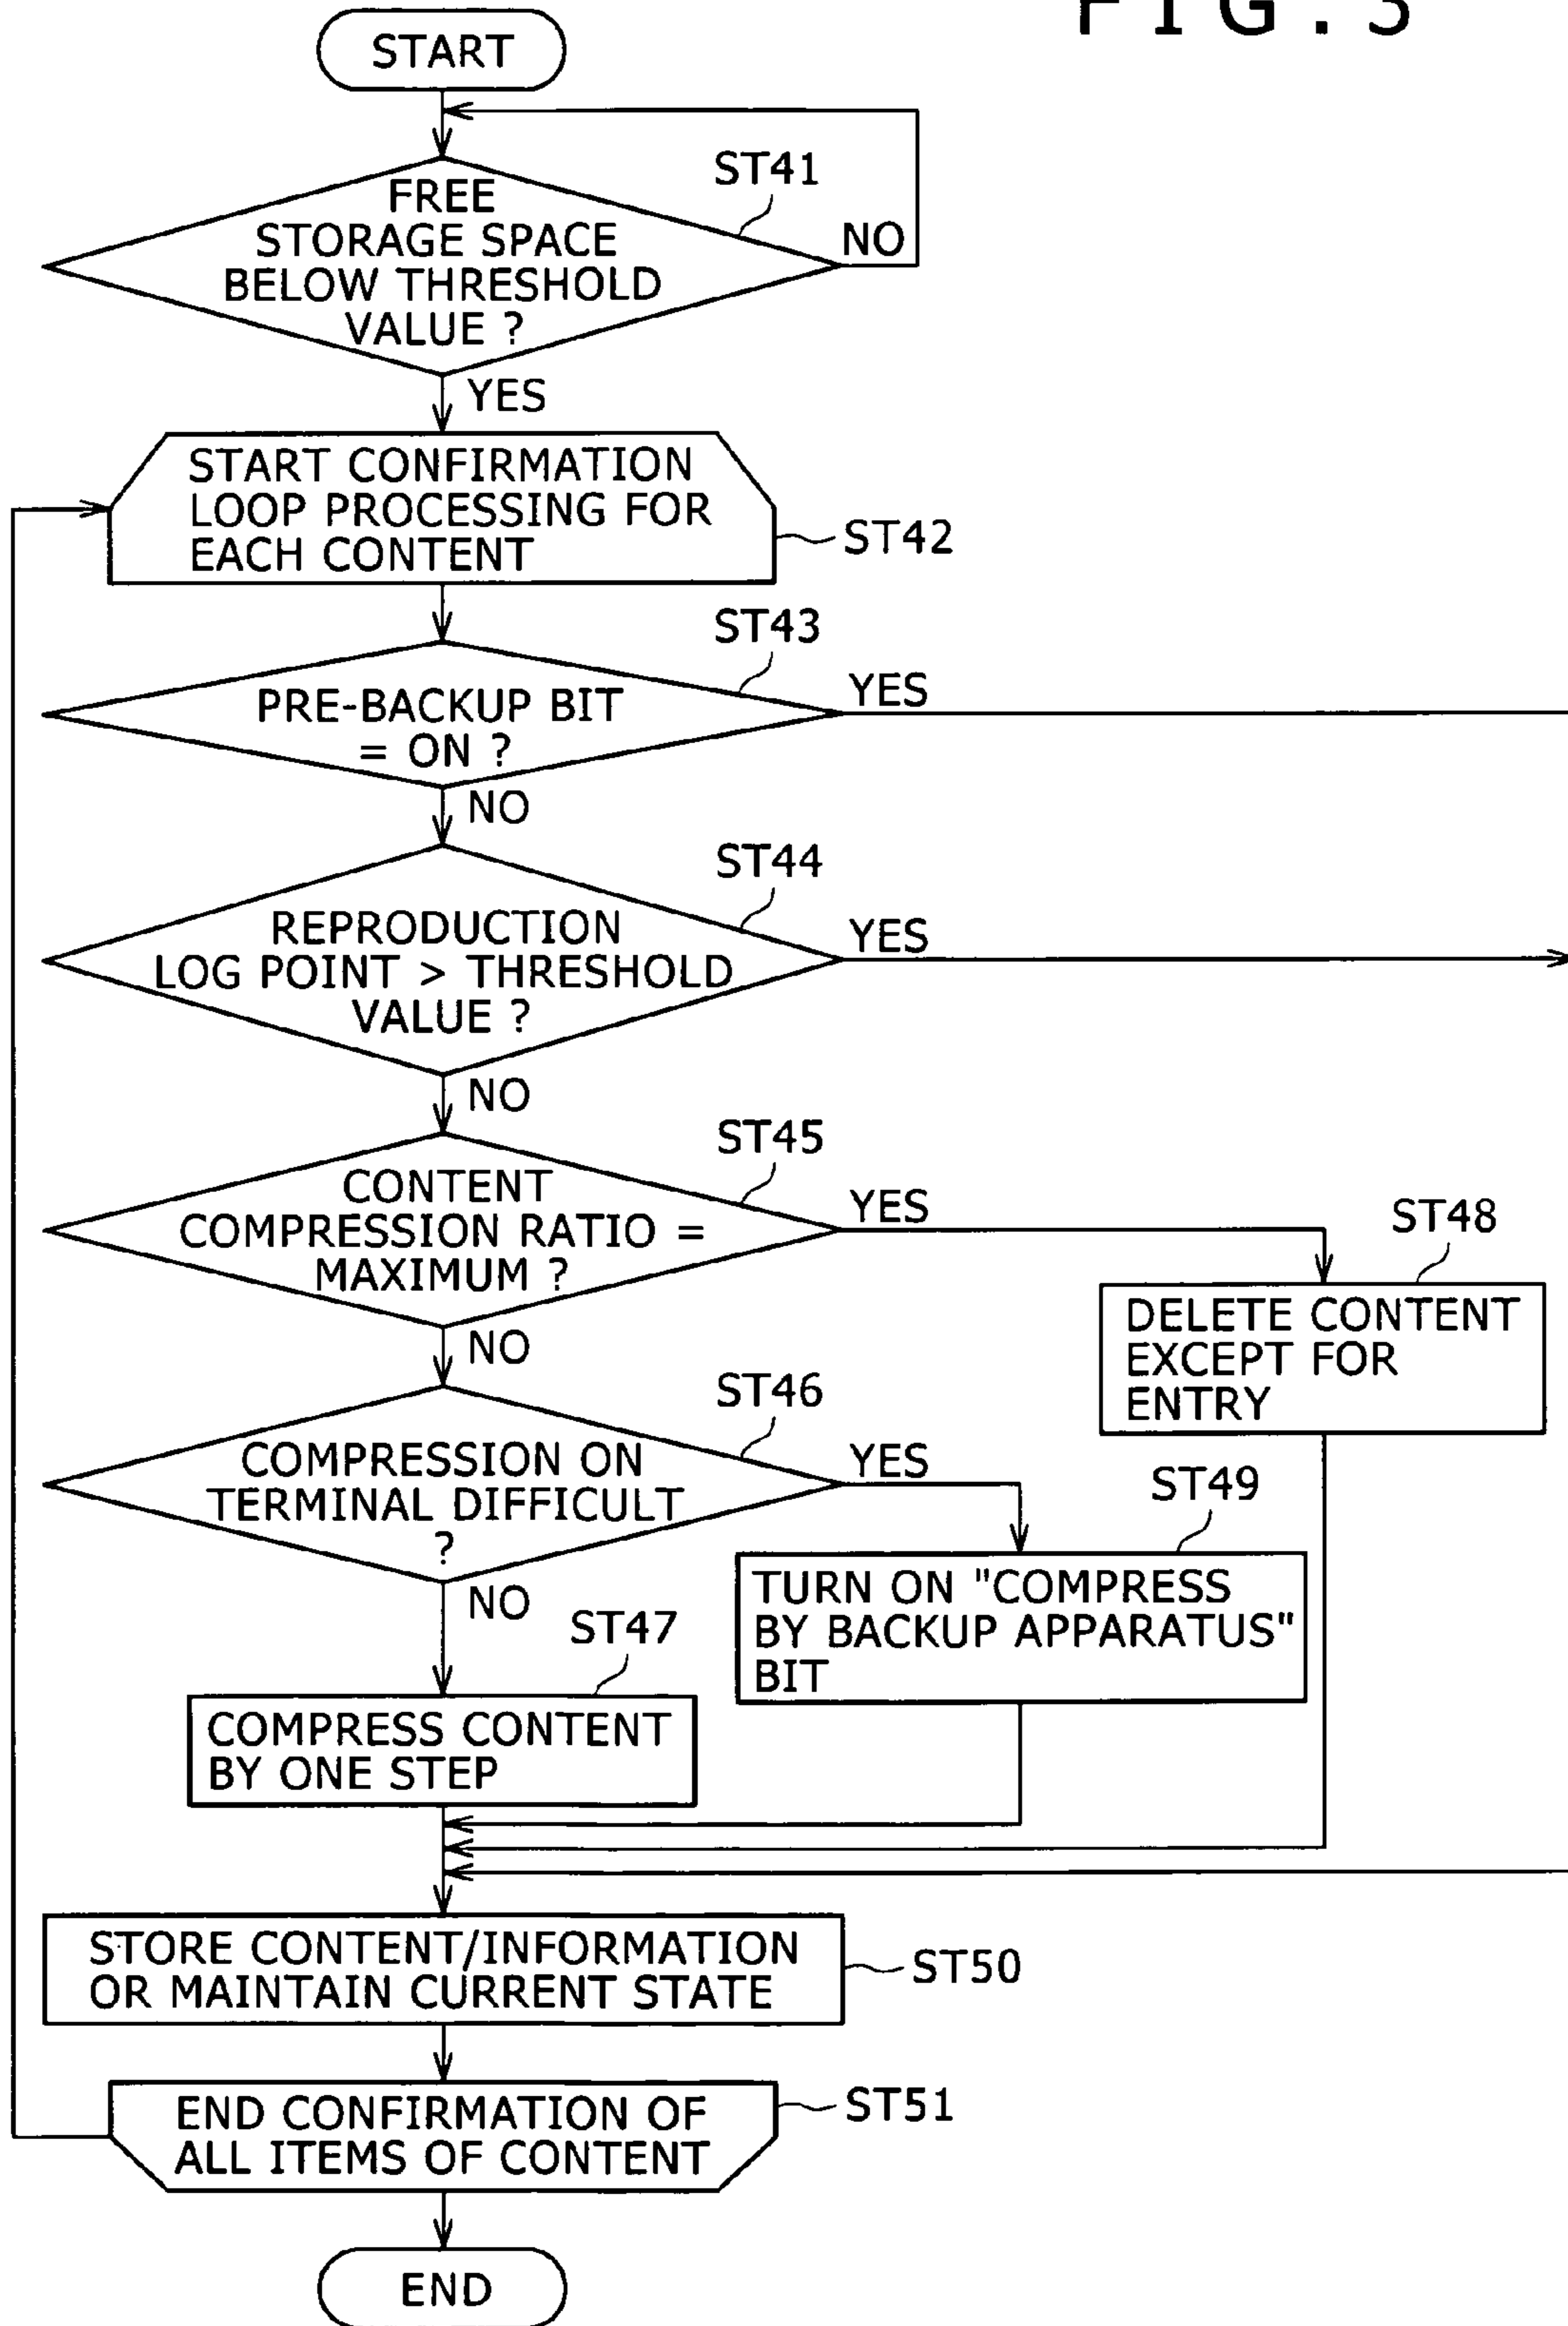 FIG.3
START
ST41
FREE
STORAGE SPACE
BELOW THRESHOLD
VALUE ?
NO
YES
START CONFIRMATION
LOOP PROCESSING FOR
EACH CONTENT
ST42
ST43
PRE-BACKUP BIT
= ON ?
YES
NO
ST44
REPRODUCTION
LOG POINT > THRESHOLD
VALUE ?
YES
NO
ST45
CONTENT
COMPRESSION RATIO =
MAXIMUM ?
YES
NO
ST48
DELETE CONTENT
EXCEPT FOR
ENTRY
ST46
COMPRESSION ON
TERMINAL DIFFICULT
?
YES
NO
ST49
TURN ON "COMPRESS
BY BACKUP APPARATUS"
BIT
ST47
COMPRESS CONTENT
BY ONE STEP
STORE CONTENT/INFORMATION
OR MAINTAIN CURRENT STATE
ST50
END CONFIRMATION OF
ALL ITEMS OF CONTENT
ST51
END